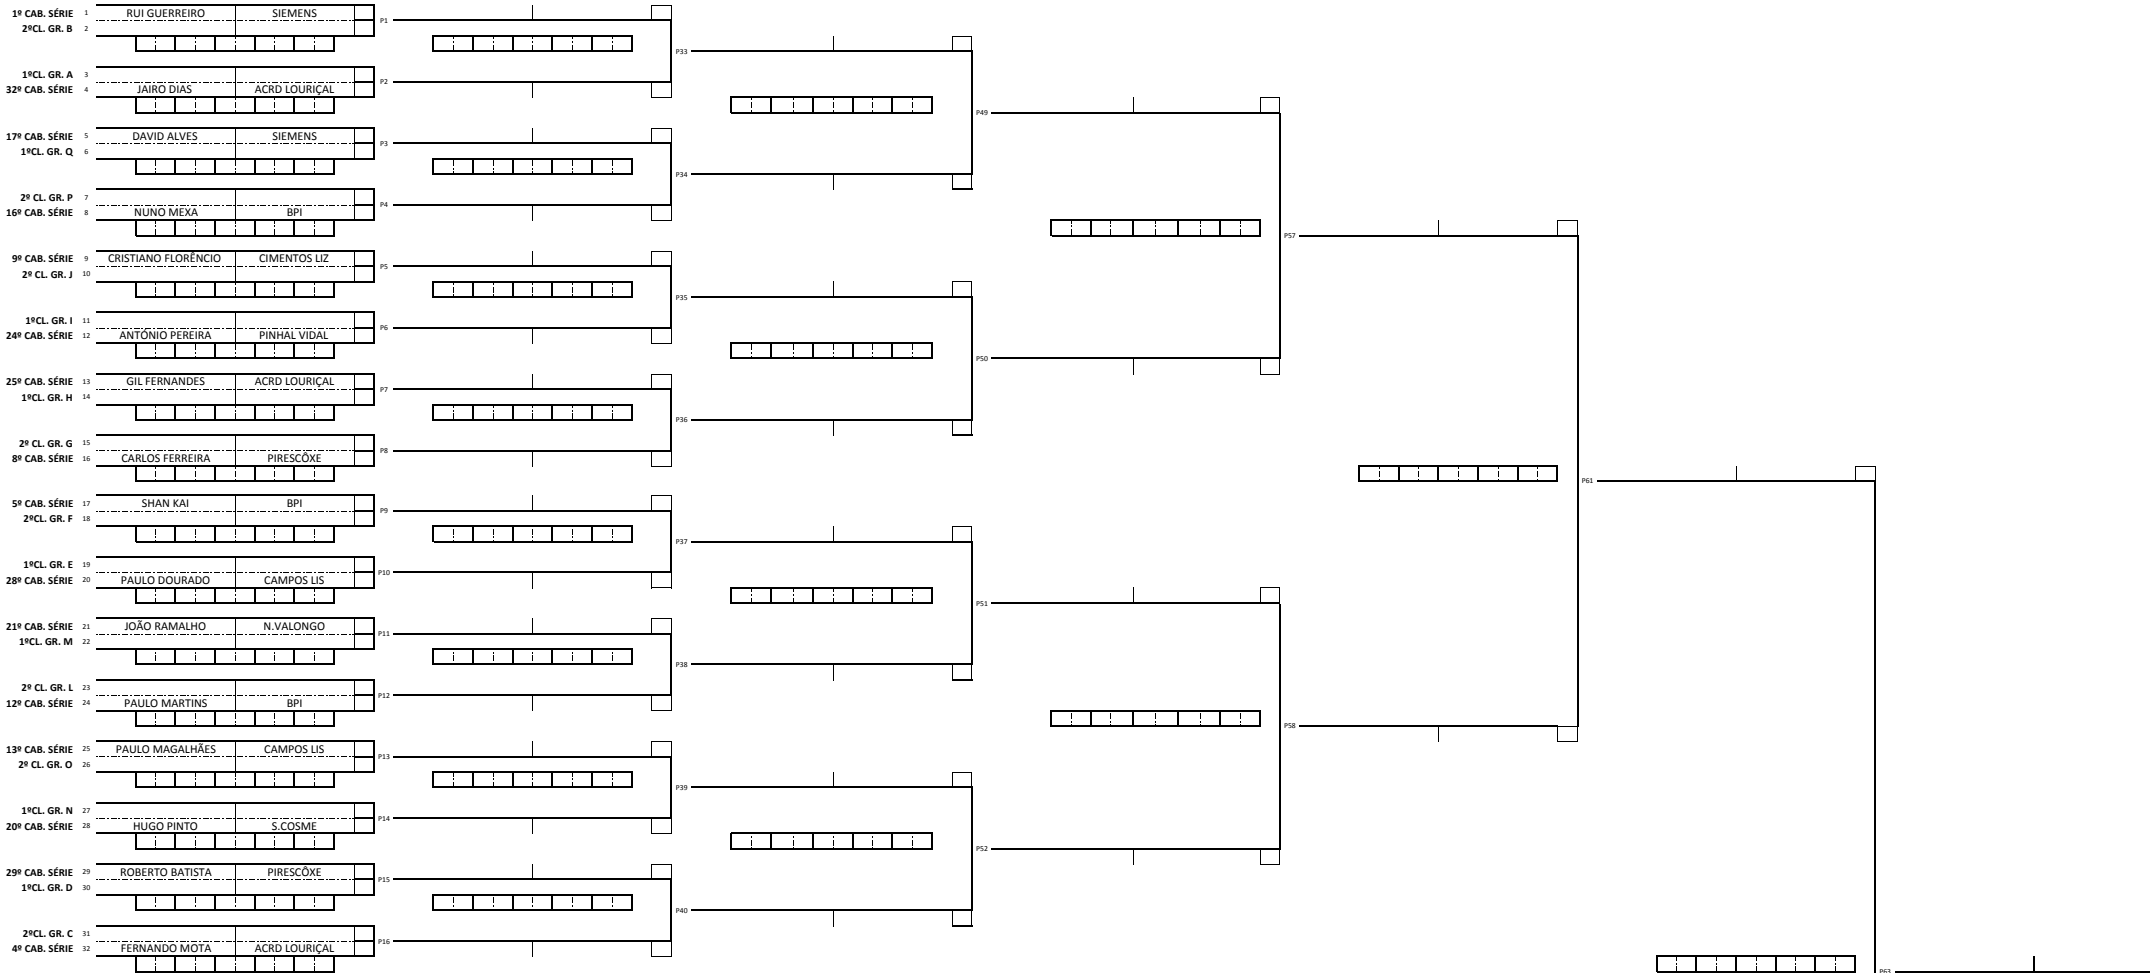 1º CAB. SÉRIE 1 RUI GUERREIRO SIEMENS
P1
2ºCL. GR. B 2
P33
1ºCL. GR. A 3
P2
32º CAB. SÉRIE 4 JAIRO DIAS ACRD LOURIÇAL
P49
17º CAB. SÉRIE 5 DAVID ALVES SIEMENS
P3
1ºCL. GR. Q 6
P34
2º CL. GR. P 7
P4
16º CAB. SÉRIE 8 NUNO MEXA BPI
P57
9º CAB. SÉRIE 9 CRISTIANO FLORÊNCIO CIMENTOS LIZ
P5
2º CL. GR. J 10
P35
1ºCL. GR. I 11
P6
24º CAB. SÉRIE 12 ANTÓNIO PEREIRA PINHAL VIDAL
P50
25º CAB. SÉRIE 13 GIL FERNANDES ACRD LOURIÇAL
P7
1ºCL. GR. H 14
P36
2º CL. GR. G 15
P8
8º CAB. SÉRIE 16 CARLOS FERREIRA PIRESCÔXE
P61
5º CAB. SÉRIE 17 SHAN KAI BPI
P9
2ºCL. GR. F 18
P37
1ºCL. GR. E 19
P10
28º CAB. SÉRIE 20 PAULO DOURADO CAMPOS LIS
P51
21º CAB. SÉRIE 21 JOÃO RAMALHO N.VALONGO
P11
1ºCL. GR. M 22
P38
2º CL. GR. L 23
P12
12º CAB. SÉRIE 24 PAULO MARTINS BPI
P58
13º CAB. SÉRIE 25 PAULO MAGALHÃES CAMPOS LIS
P13
2º CL. GR. O 26
P39
1ºCL. GR. N 27
P14
20º CAB. SÉRIE 28 HUGO PINTO S.COSME
P52
29º CAB. SÉRIE 29 ROBERTO BATISTA PIRESCÔXE
P15
1ºCL. GR. D 30
P40
2ºCL. GR. C 31
P16
4º CAB. SÉRIE 32 FERNANDO MOTA ACRD LOURIÇAL
P63